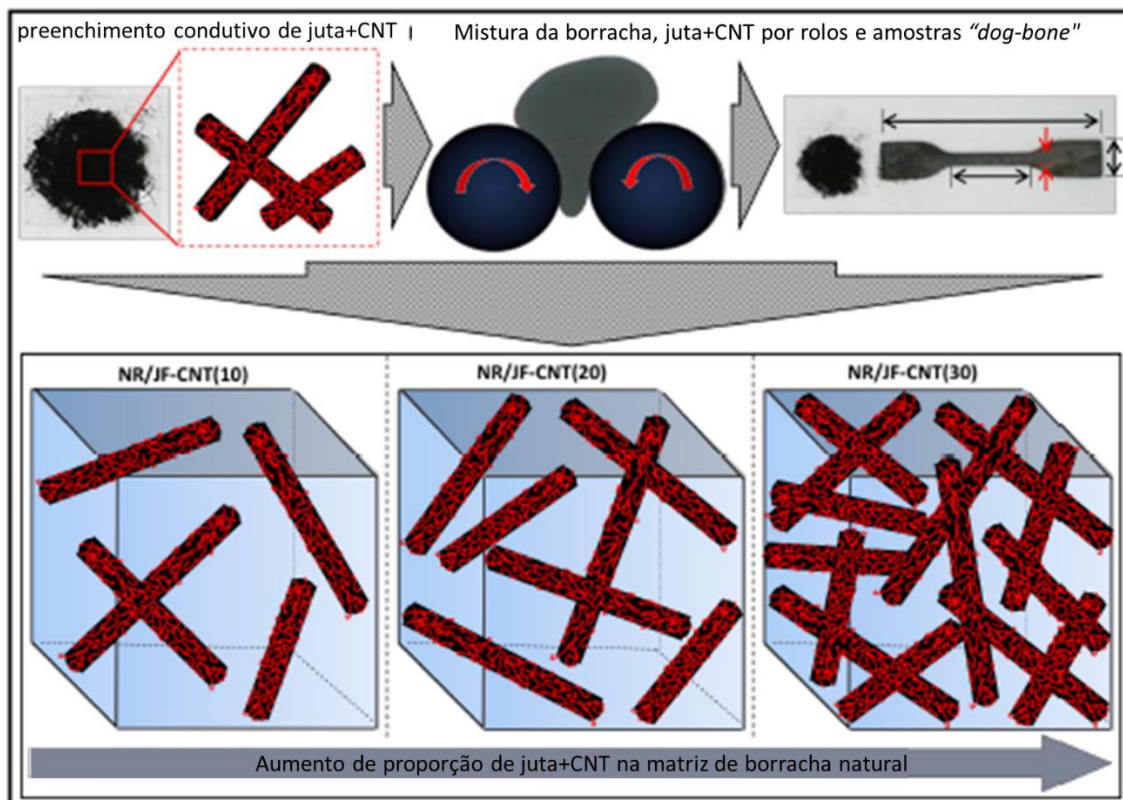 preenchimento condutivo de juta+CNT
Mistura da borracha, juta+CNT por rolos e amostras "dog-bone"
NR/JF-CNT(10)
NR/JF-CNT(20)
NR/JF-CNT(30)
Aumento de proporção de juta+CNT na matriz de borracha natural